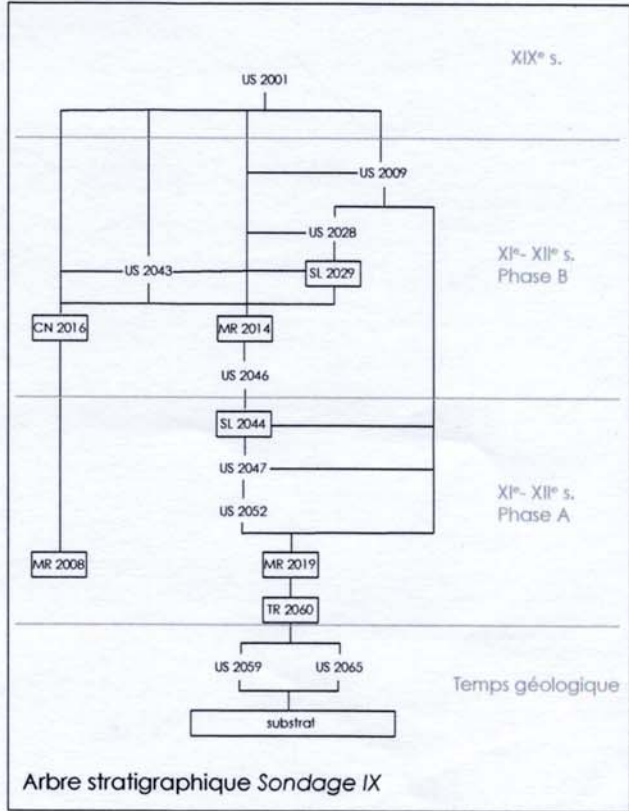 XIXe s.
US 2001
US 2009
US 2028
XIe- XIIe s.
Phase B
US 2043
SL 2029
CN 2016
MR 2014
US 2046
SL 2044
US 2047
XIe- XIIe s.
Phase A
US 2052
MR 2008
MR 2019
TR 2060
US 2059
US 2065
Temps géologique
substrat
Arbre stratigraphique Sondage IX